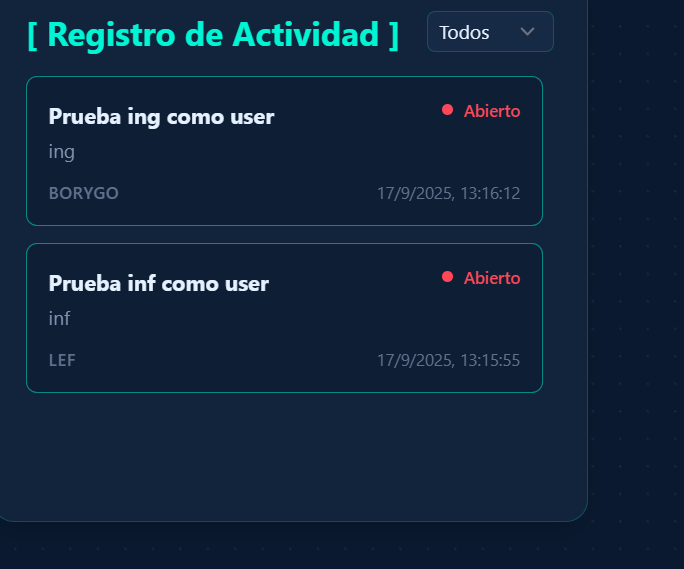 [ Registro de Actividad ] Todos
Prueba ing como user Abierto
ing
BORYGO 17/9/2025, 13:16:12
Prueba inf como user Abierto
inf
LEF 17/9/2025, 13:15:55